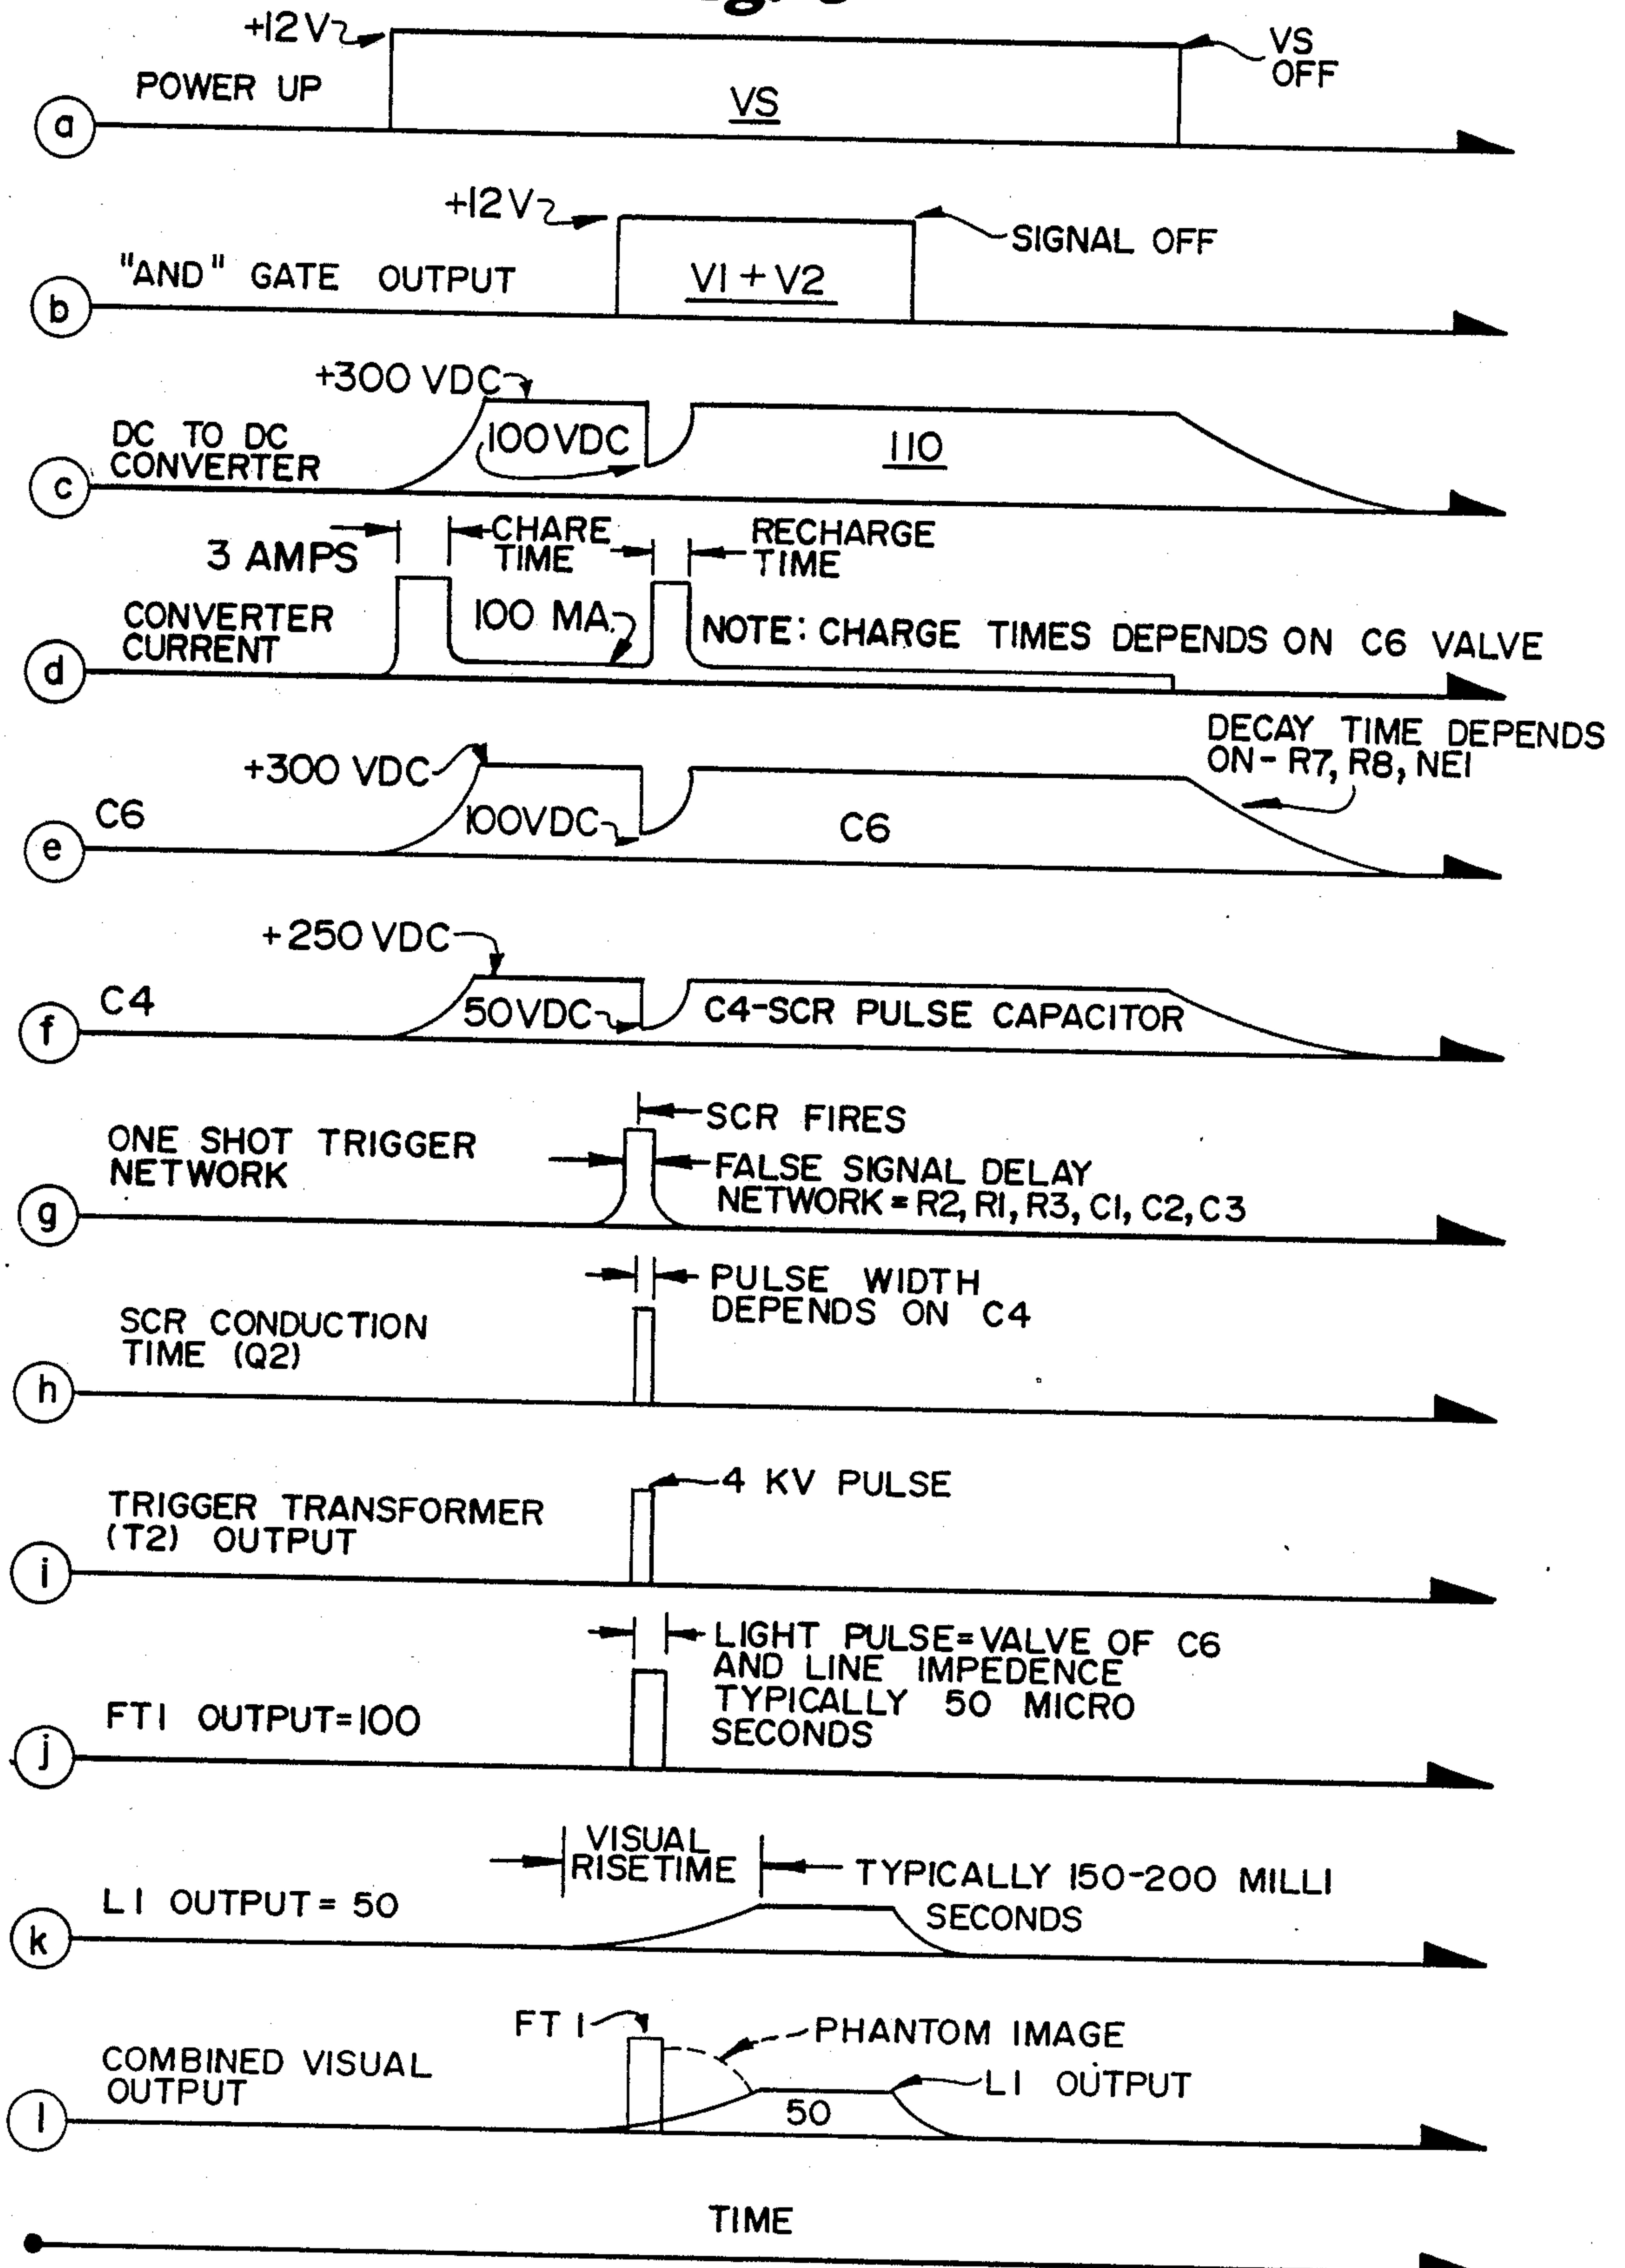 +12V
VS
OFF
POWER UP
VS
a
+12V
SIGNAL OFF
"AND" GATE OUTPUT
V1 + V2
b
+300 VDC
DC TO DC
CONVERTER
100 VDC
110
c
3 AMPS
CHARE
TIME
RECHARGE
TIME
CONVERTER
CURRENT
100 MA.
NOTE: CHARGE TIMES DEPENDS ON C6 VALVE
d
DECAY TIME DEPENDS
ON - R7, R8, NE1
+300 VDC
C6
100VDC
C6
e
+250 VDC
C4
50VDC
C4-SCR PULSE CAPACITOR
f
SCR FIRES
ONE SHOT TRIGGER
NETWORK
FALSE SIGNAL DELAY
NETWORK = R2, R1, R3, C1, C2, C3
g
PULSE WIDTH
DEPENDS ON C4
SCR CONDUCTION
TIME (Q2)
h
4 KV PULSE
TRIGGER TRANSFORMER
(T2) OUTPUT
i
LIGHT PULSE=VALVE OF C6
AND LINE IMPEDENCE
TYPICALLY 50 MICRO
SECONDS
FT1 OUTPUT=100
j
VISUAL
RISETIME
TYPICALLY 150-200 MILLI
SECONDS
L1 OUTPUT = 50
k
FT 1
PHANTOM IMAGE
COMBINED VISUAL
OUTPUT
L1 OUTPUT
50
l
TIME